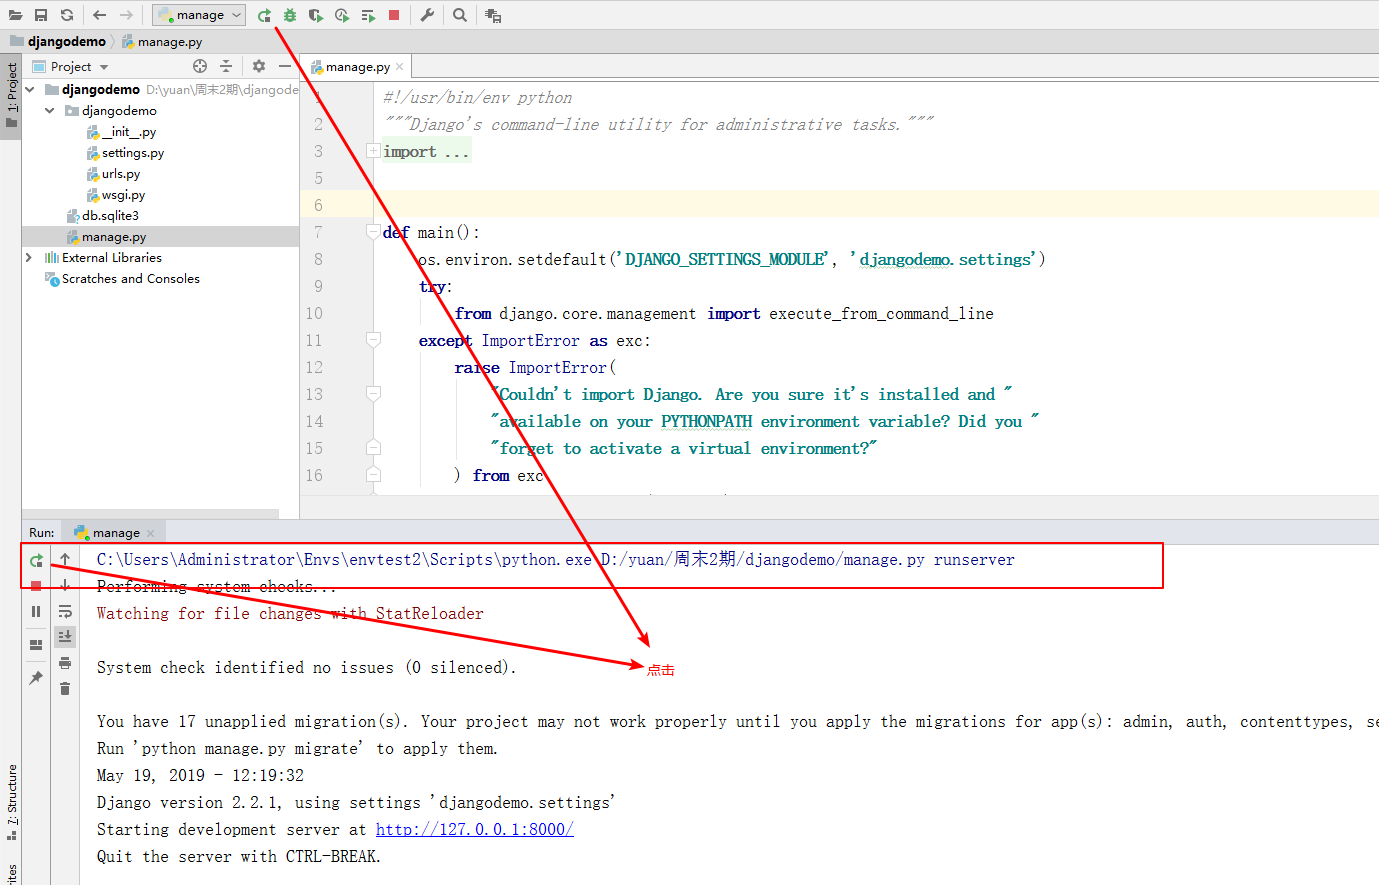 manage
djangodemo manage.py
1: Project
Project
manage.py
djangodemo D:\yuan\周末2期\djangode
djangodemo
__init__.py
settings.py
urls.py
wsgi.py
db.sqlite3
manage.py
External Libraries
Scratches and Consoles
1 #!/usr/bin/env python
2 """Django's command-line utility for administrative tasks."""
3 import ...
5
6
7 def main():
8 os.environ.setdefault('DJANGO_SETTINGS_MODULE', 'djangodemo.settings')
9 try:
10 from django.core.management import execute_from_command_line
11 except ImportError as exc:
12 raise ImportError(
13 "Couldn't import Django. Are you sure it's installed and "
14 "available on your PYTHONPATH environment variable? Did you "
15 "forget to activate a virtual environment?"
16 ) from exc
Run: manage
C:\Users\Administrator\Envs\envtest2\Scripts\python.exe D:/yuan/周末2期/djangodemo/manage.py runserver
Performing system checks...
Watching for file changes with StatReloader
System check identified no issues (0 silenced).
点击
You have 17 unapplied migration(s). Your project may not work properly until you apply the migrations for app(s): admin, auth, contenttypes, se
Run 'python manage.py migrate' to apply them.
May 19, 2019 - 12:19:32
Django version 2.2.1, using settings 'djangodemo.settings'
Starting development server at http://127.0.0.1:8000/
Quit the server with CTRL-BREAK.
7: Structure
rites